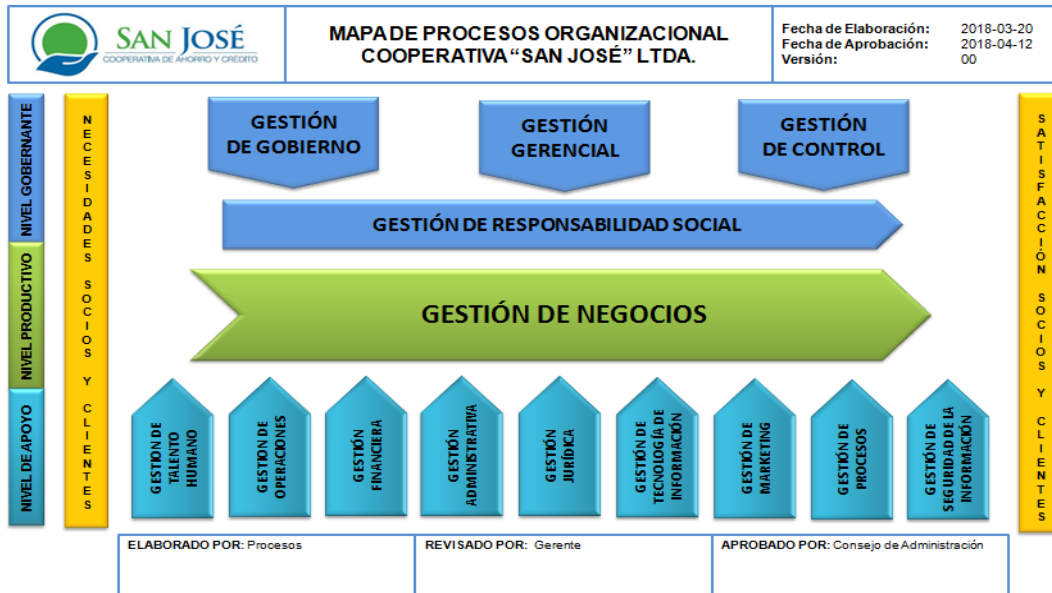 SAN JOSÉ
COOPERATIVA DE AHORRO Y CRÉDITO
MAPA DE PROCESOS ORGANIZACIONAL
COOPERATIVA “SAN JOSÉ” LTDA.
Fecha de Elaboración: 2018-03-20
Fecha de Aprobación: 2018-04-12
Versión: 00
NIVEL GOBERNANTE
NIVEL PRODUCTIVO
NIVEL DE APOYO
NECESIDADES SOCIOS Y CLIENTES
GESTIÓN
DE GOBIERNO
GESTIÓN
GERENCIAL
GESTIÓN
DE CONTROL
GESTIÓN DE RESPONSABILIDAD SOCIAL
GESTIÓN DE NEGOCIOS
GESTIÓN DE
TALENTO
HUMANO
GESTIÓN DE
OPERACIONES
GESTIÓN
FINANCIERA
GESTIÓN
ADMINISTRATIVA
GESTIÓN
JURÍDICA
GESTIÓN DE
TECNOLOGÍA DE
INFORMACIÓN
GESTIÓN DE
MARKETING
GESTIÓN DE
PROCESOS
GESTIÓN DE
SEGURIDAD DE LA
INFORMACIÓN
SATISFACCIÓN SOCIOS Y CLIENTES
ELABORADO POR: Procesos
REVISADO POR: Gerente
APROBADO POR: Consejo de Administración